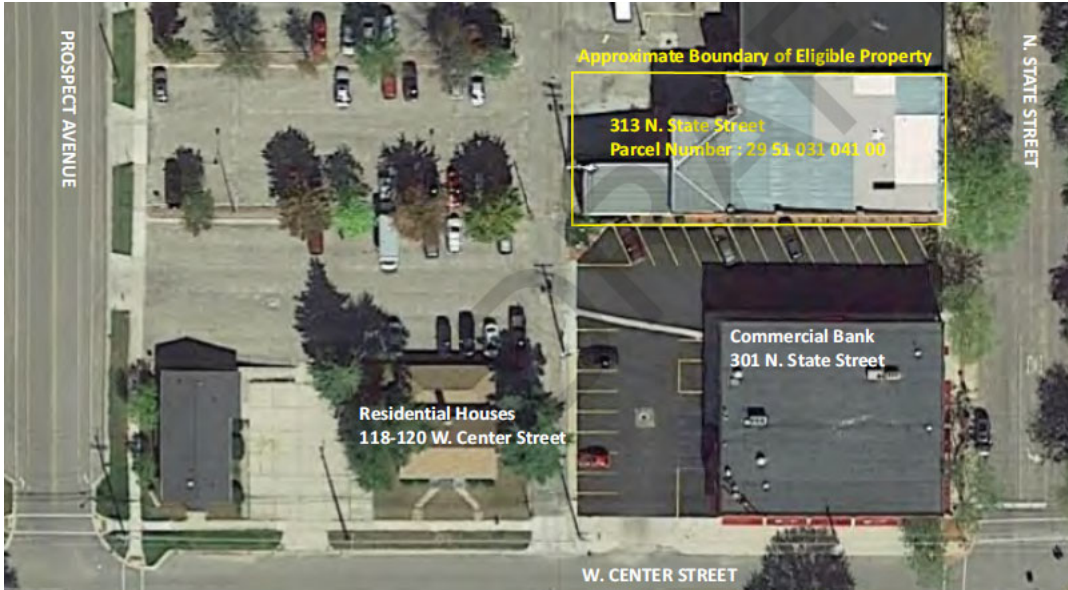 PROSPECT AVENUE
Approximate Boundary of Eligible Property
N. STATE STREET
313 N. State Street
Parcel Number : 29 51 031 041 00
Commercial Bank
301 N. State Street
Residential Houses
118-120 W. Center Street
W. CENTER STREET